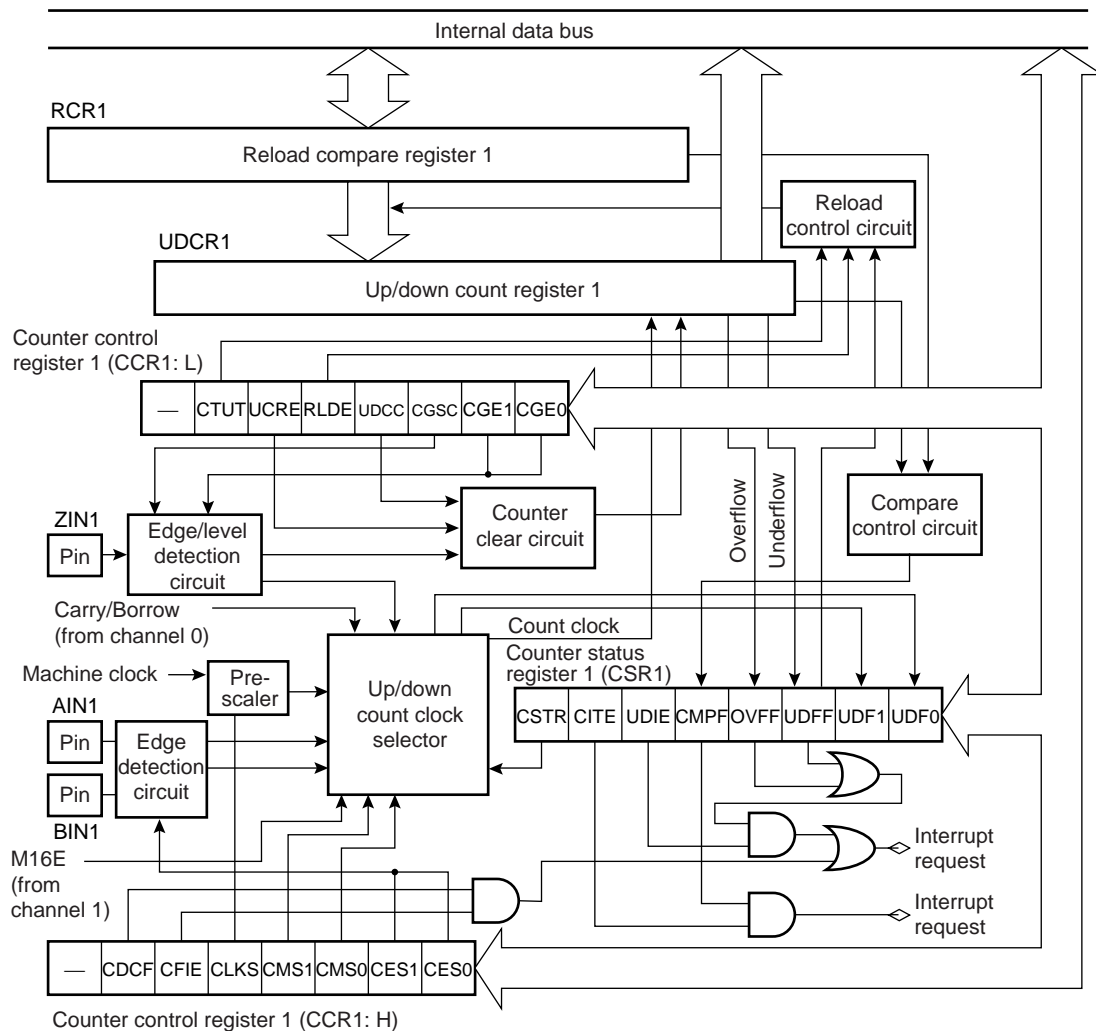 Internal data bus
RCR1
Reload compare register 1
Reload
control circuit
UDCR1
Up/down count register 1
Counter control
register 1 (CCR1: L)
— CTUT UCRE RLDE UDCC CGSC CGE1 CGE0
Overflow
Underflow
Compare
control circuit
Counter
clear circuit
ZIN1
Pin
Edge/level
detection
circuit
Carry/Borrow
(from channel 0)
Count clock
Counter status
register 1 (CSR1)
Machine clock
Pre-
scaler
Up/down
count clock
selector
CSTR CITE UDIE CMPF OVFF UDFF UDF1 UDF0
AIN1
Pin
Edge
detection
circuit
Pin
BIN1
M16E
(from
channel 1)
Interrupt
request
Interrupt
request
— CDCF CFIE CLKS CMS1 CMS0 CES1 CES0
Counter control register 1 (CCR1: H)